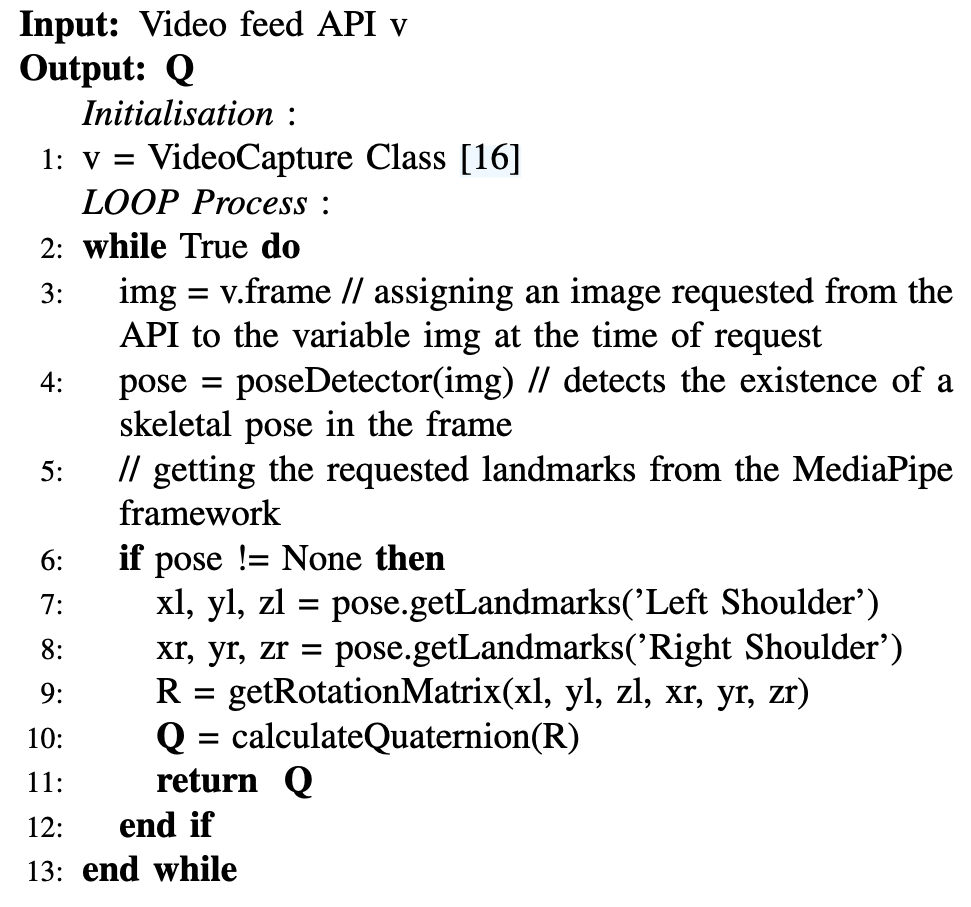 Input: Video feed API v
Output: Q
Initialisation :
1: v = VideoCapture Class [16]
LOOP Process :
2: while True do
3: img = v.frame // assigning an image requested from the
API to the variable img at the time of request
4: pose = poseDetector(img) // detects the existence of a
skeletal pose in the frame
5: // getting the requested landmarks from the MediaPipe
framework
6: if pose != None then
7: xl, yl, zl = pose.getLandmarks(’Left Shoulder’)
8: xr, yr, zr = pose.getLandmarks(’Right Shoulder’)
9: R = getRotationMatrix(xl, yl, zl, xr, yr, zr)
10: Q = calculateQuaternion(R)
11: return Q
12: end if
13: end while